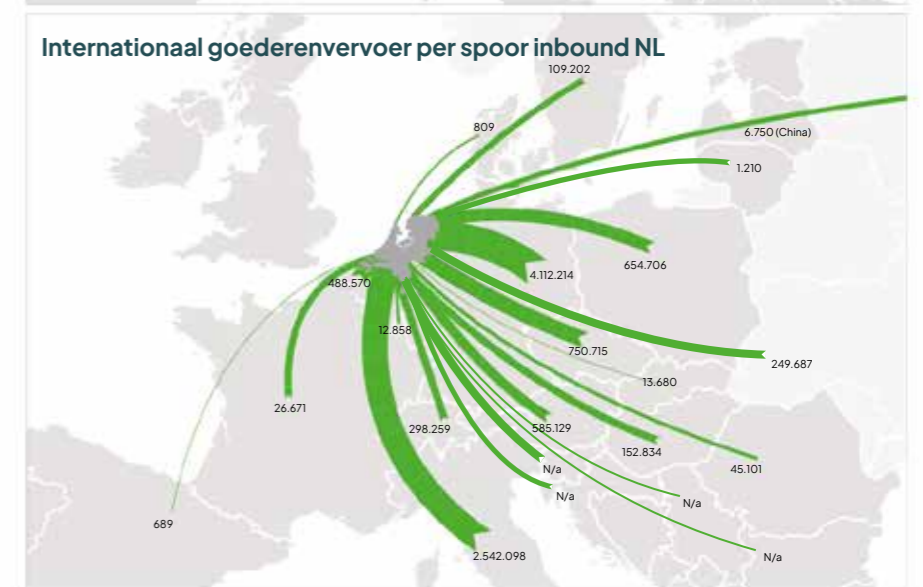 Internationaal goederenvervoer per spoor inbound NL
109.202
809
6.750 (China)
1.210
654.706
4.112.214
488.570
12.858
750.715
249.687
13.680
26.671
298.259
585.129
152.834
45.101
N/a
N/a
N/a
689
2.542.098
N/a